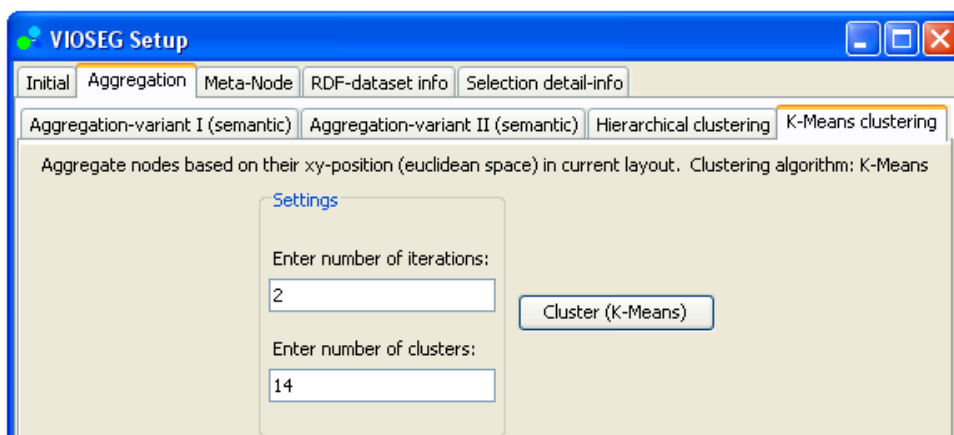 VIOSEG Setup
Initial Aggregation Meta-Node RDF-dataset info Selection detail-info
Aggregation-variant I (semantic) Aggregation-variant II (semantic) Hierarchical clustering K-Means clustering
Aggregate nodes based on their xy-position (euclidean space) in current layout. Clustering algorithm: K-Means
Settings
Enter number of iterations:
2
Cluster (K-Means)
Enter number of clusters:
14